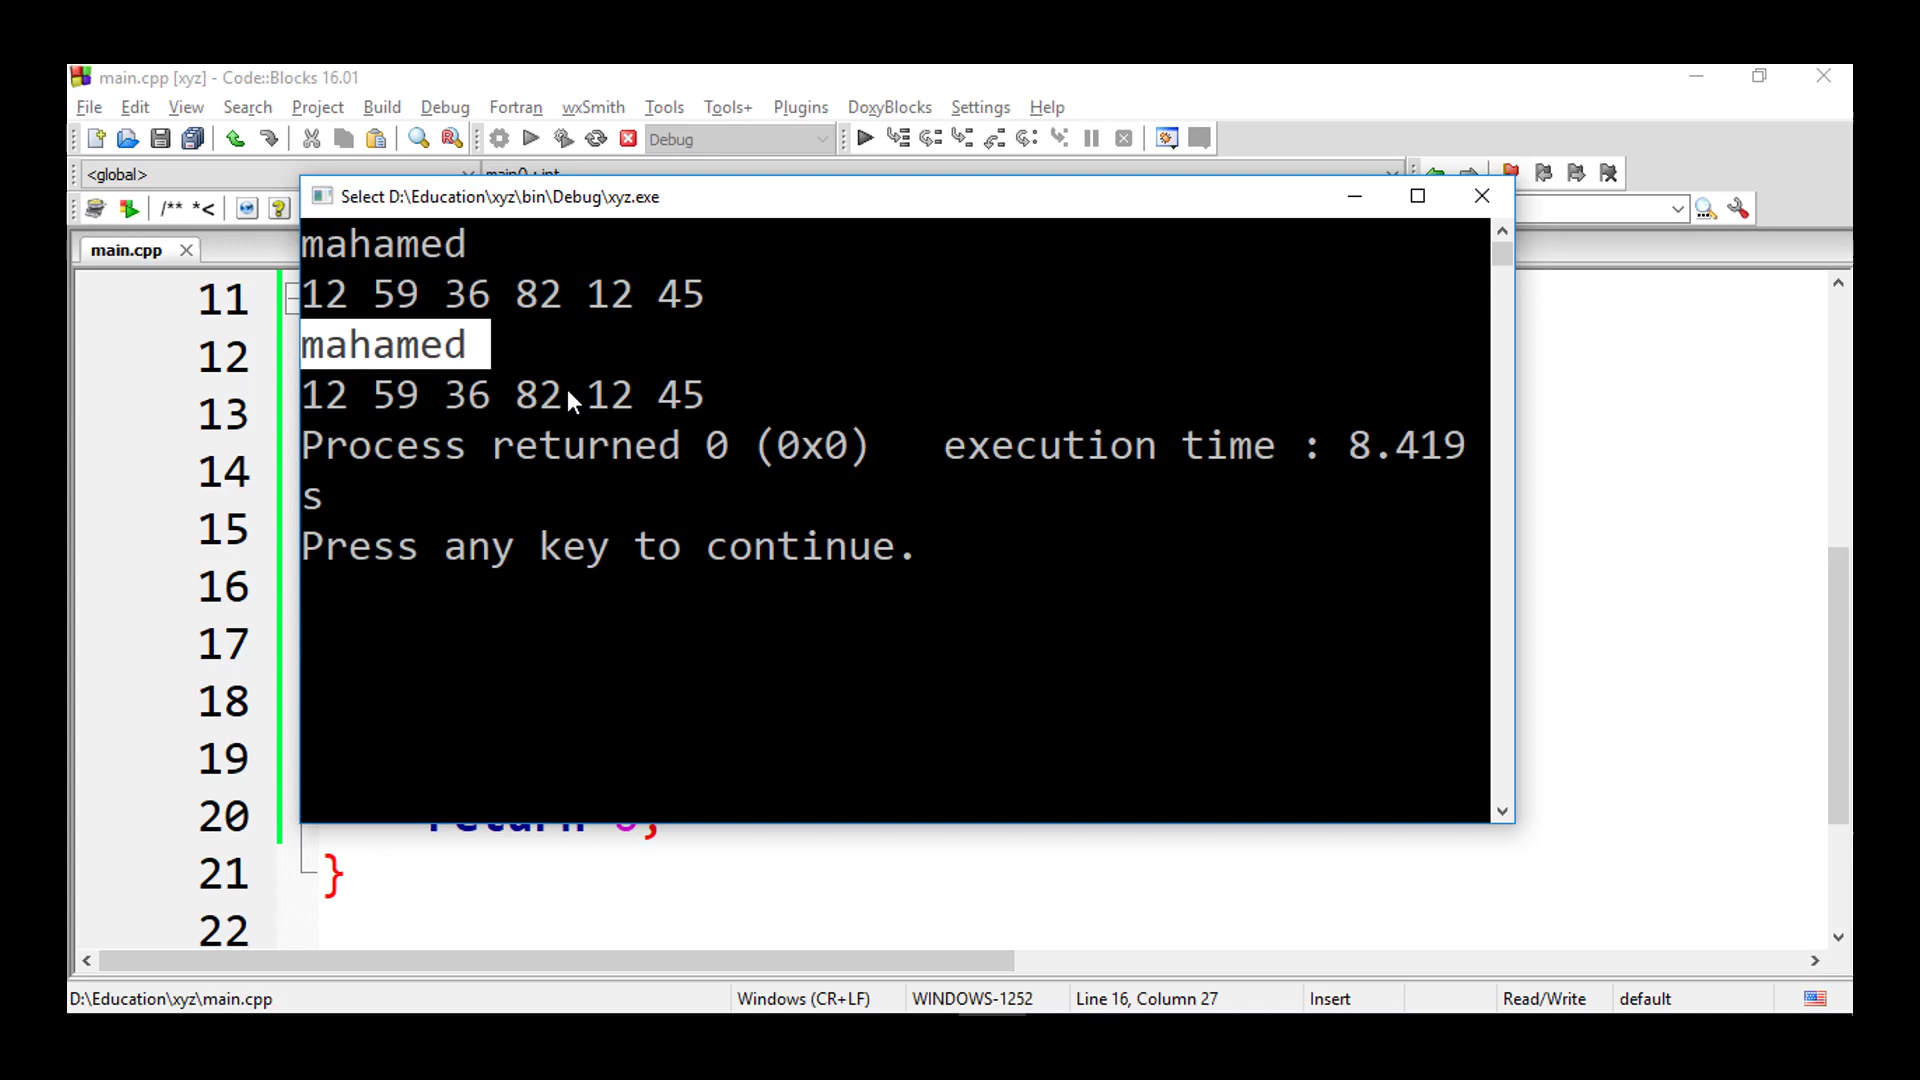 main.cpp [xyz] - Code::Blocks 16.01
File Edit View Search Project Build Debug Fortran wxSmith Tools Tools+ Plugins DoxyBlocks Settings Help
Debug
<global> main() : int
/** *<
Select D:\Education\xyz\bin\Debug\xyz.exe
main.cpp
mahamed
12 59 36 82 12 45
mahamed
12 59 36 82 12 45
Process returned 0 (0x0)   execution time : 8.419
s
Press any key to continue.
11
12
13
14
15
16
17
18
19
20 return 0;
21 }
22
D:\Education\xyz\main.cpp Windows (CR+LF) WINDOWS-1252 Line 16, Column 27 Insert Read/Write default